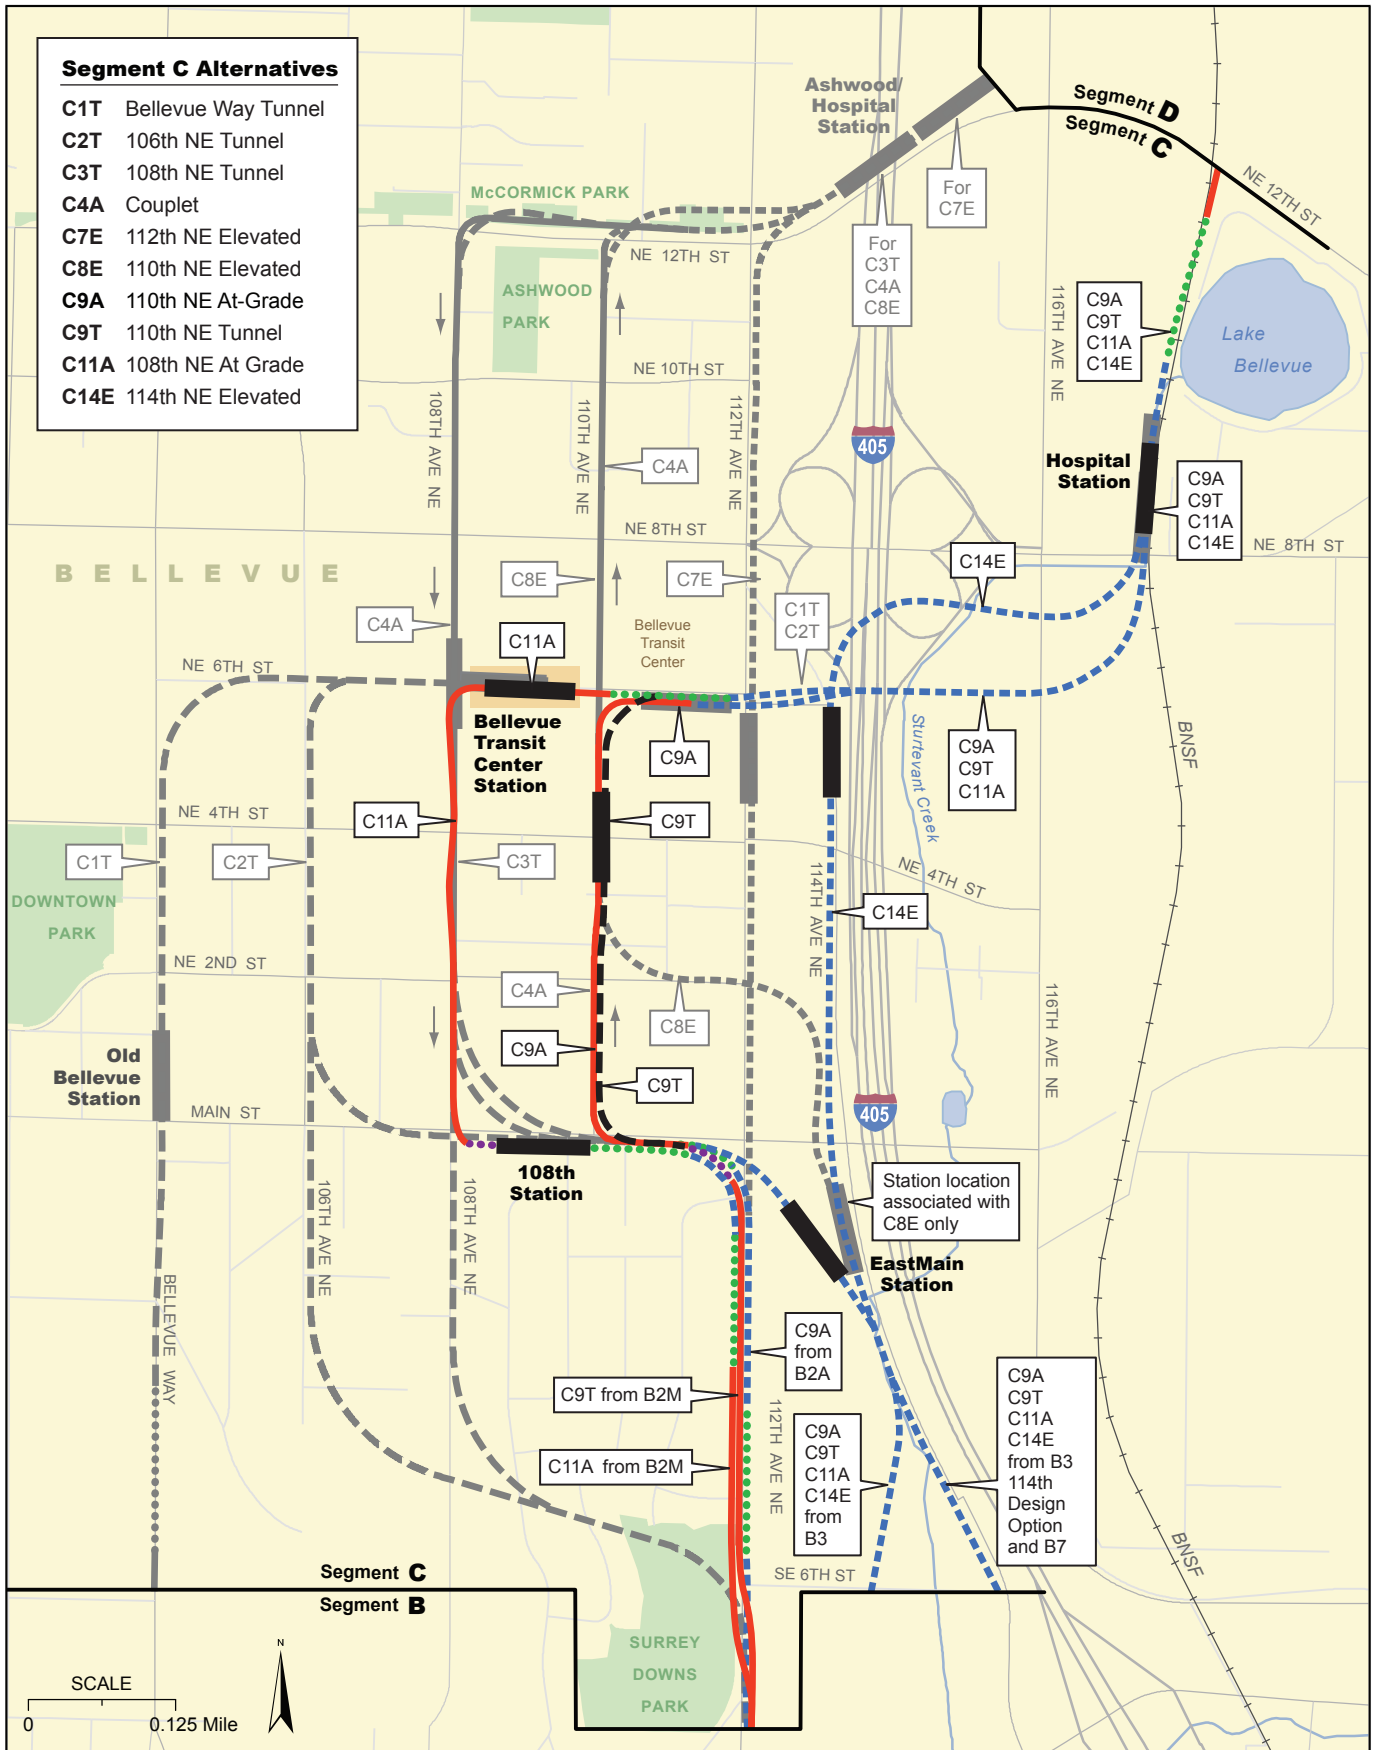 Segment C Alternatives
C1T Bellevue Way Tunnel
C2T 106th NE Tunnel
C3T 108th NE Tunnel
C4A Couplet
C7E 112th NE Elevated
C8E 110th NE Elevated
C9A 110th NE At-Grade
C9T 110th NE Tunnel
C11A 108th NE At Grade
C14E 114th NE Elevated
Ashwood/
Hospital
Station
Segment D
Segment C
NE 12TH ST
For
C7E
McCORMICK PARK
For
C3T
C4A
C8E
NE 12TH ST
ASHWOOD
PARK
116TH AVE NE
C9A
C9T
C11A
C14E
Lake
Bellevue
NE 10TH ST
108TH AVE NE
110TH AVE NE
112TH AVE NE
405
C4A
Hospital
Station
C9A
C9T
C11A
C14E
NE 8TH ST
NE 8TH ST
BELLEVUE
C8E
C7E
C14E
C4A
C11A
Bellevue
Transit
Center
C1T
C2T
NE 6TH ST
Bellevue
Transit
Center
Station
C9A
C9A
C9T
C11A
Sturtevant Creek
BNSF
NE 4TH ST
C11A
C9T
C1T
C2T
C3T
NE 4TH ST
114TH AVE NE
C14E
DOWNTOWN
PARK
NE 2ND ST
C4A
C8E
116TH AVE NE
C9A
Old
Bellevue
Station
C9T
MAIN ST
405
108th
Station
Station location
associated with
C8E only
106TH AVE NE
108TH AVE NE
EastMain
Station
BELLEVUE WAY
C9A
from
B2A
C9T from B2M
112TH AVE NE
C9A
C9T
C11A
C14E
from B3
114th
Design
Option
and B7
C9A
C9T
C11A
C14E
from
B3
C11A from B2M
BNSF
SE 6TH ST
Segment C
Segment B
SURREY
DOWNS
PARK
N
SCALE
0 0.125 Mile